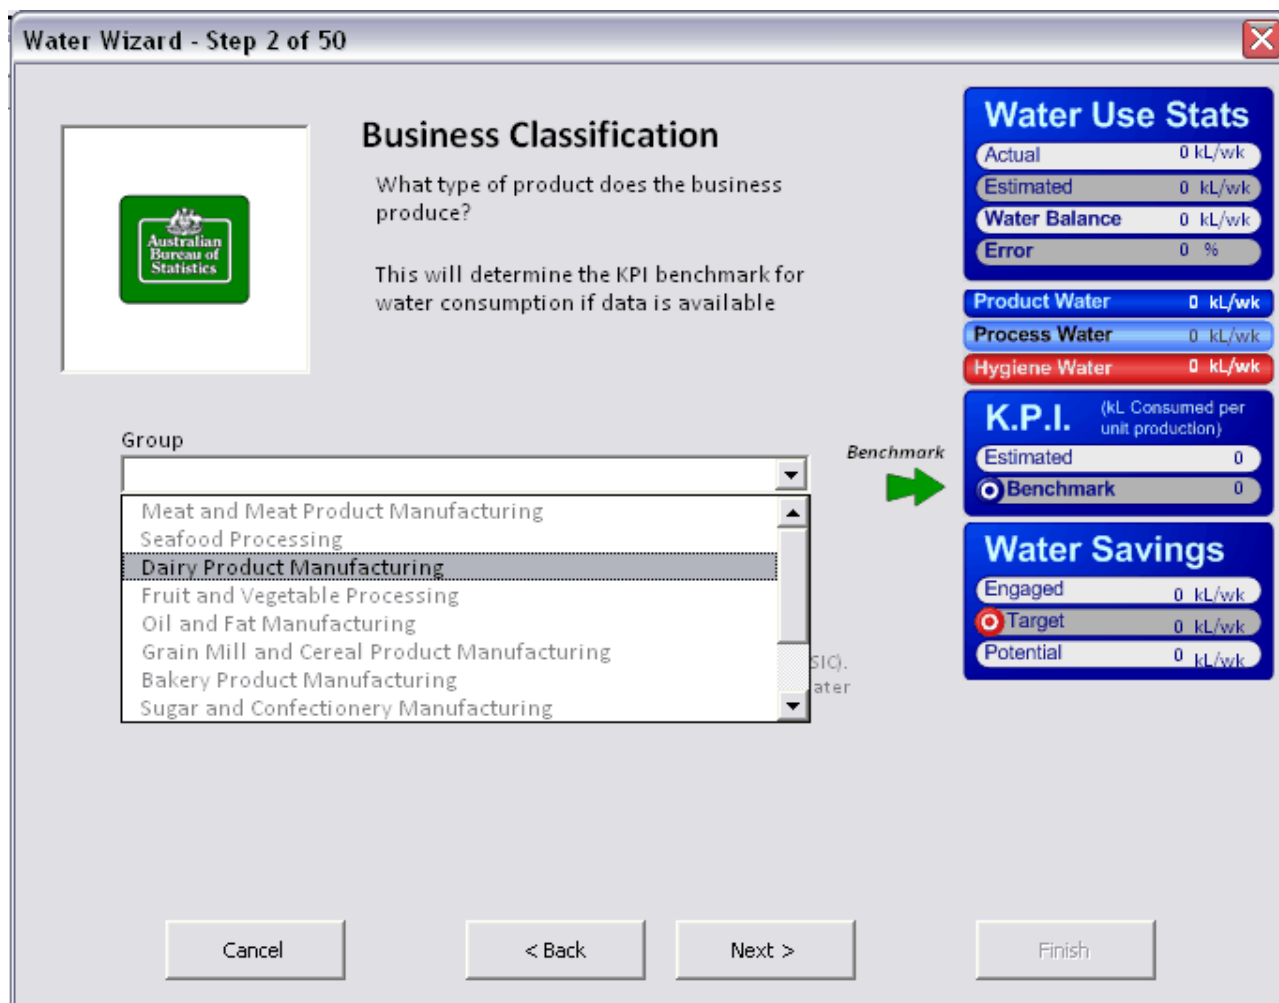 Water Wizard - Step 2 of 50
Business Classification
What type of product does the business
produce?
This will determine the KPI benchmark for
water consumption if data is available
Australian
Bureau of
Statistics
Group
Meat and Meat Product Manufacturing
Seafood Processing
Dairy Product Manufacturing
Fruit and Vegetable Processing
Oil and Fat Manufacturing
Grain Mill and Cereal Product Manufacturing
Bakery Product Manufacturing
Sugar and Confectionery Manufacturing
SIC).
ater
Benchmark
Water Use Stats
Actual 0 kL/wk
Estimated 0 kL/wk
Water Balance 0 kL/wk
Error 0 %
Product Water 0 kL/wk
Process Water 0 kL/wk
Hygiene Water 0 kL/wk
K.P.I. (kL Consumed per
unit production)
Estimated 0
Benchmark 0
Water Savings
Engaged 0 kL/wk
Target 0 kL/wk
Potential 0 kL/wk
Cancel
< Back
Next >
Finish